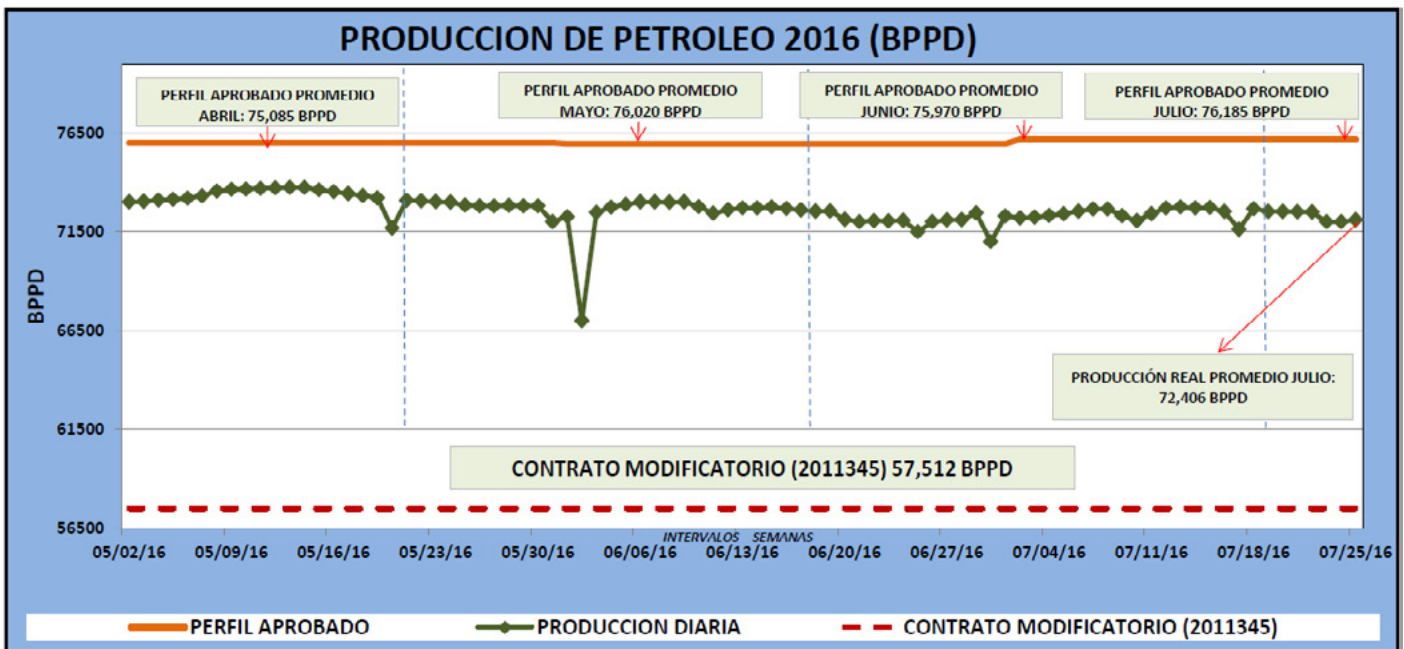 PRODUCCION DE PETROLEO 2016 (BPPD)
PERFIL APROBADO PROMEDIO
ABRIL: 75,085 BPPD
PERFIL APROBADO PROMEDIO
MAYO: 76,020 BPPD
PERFIL APROBADO PROMEDIO
JUNIO: 75,970 BPPD
PERFIL APROBADO PROMEDIO
JULIO: 76,185 BPPD
76500
71500
66500
61500
56500
BPPD
PRODUCCIÓN REAL PROMEDIO JULIO:
72,406 BPPD
CONTRATO MODIFICATORIO (2011345) 57,512 BPPD
INTERVALOS SEMANAS
05/02/16 05/09/16 05/16/16 05/23/16 05/30/16 06/06/16 06/13/16 06/20/16 06/27/16 07/04/16 07/11/16 07/18/16 07/25/16
PERFIL APROBADO PRODUCCION DIARIA CONTRATO MODIFICATORIO (2011345)